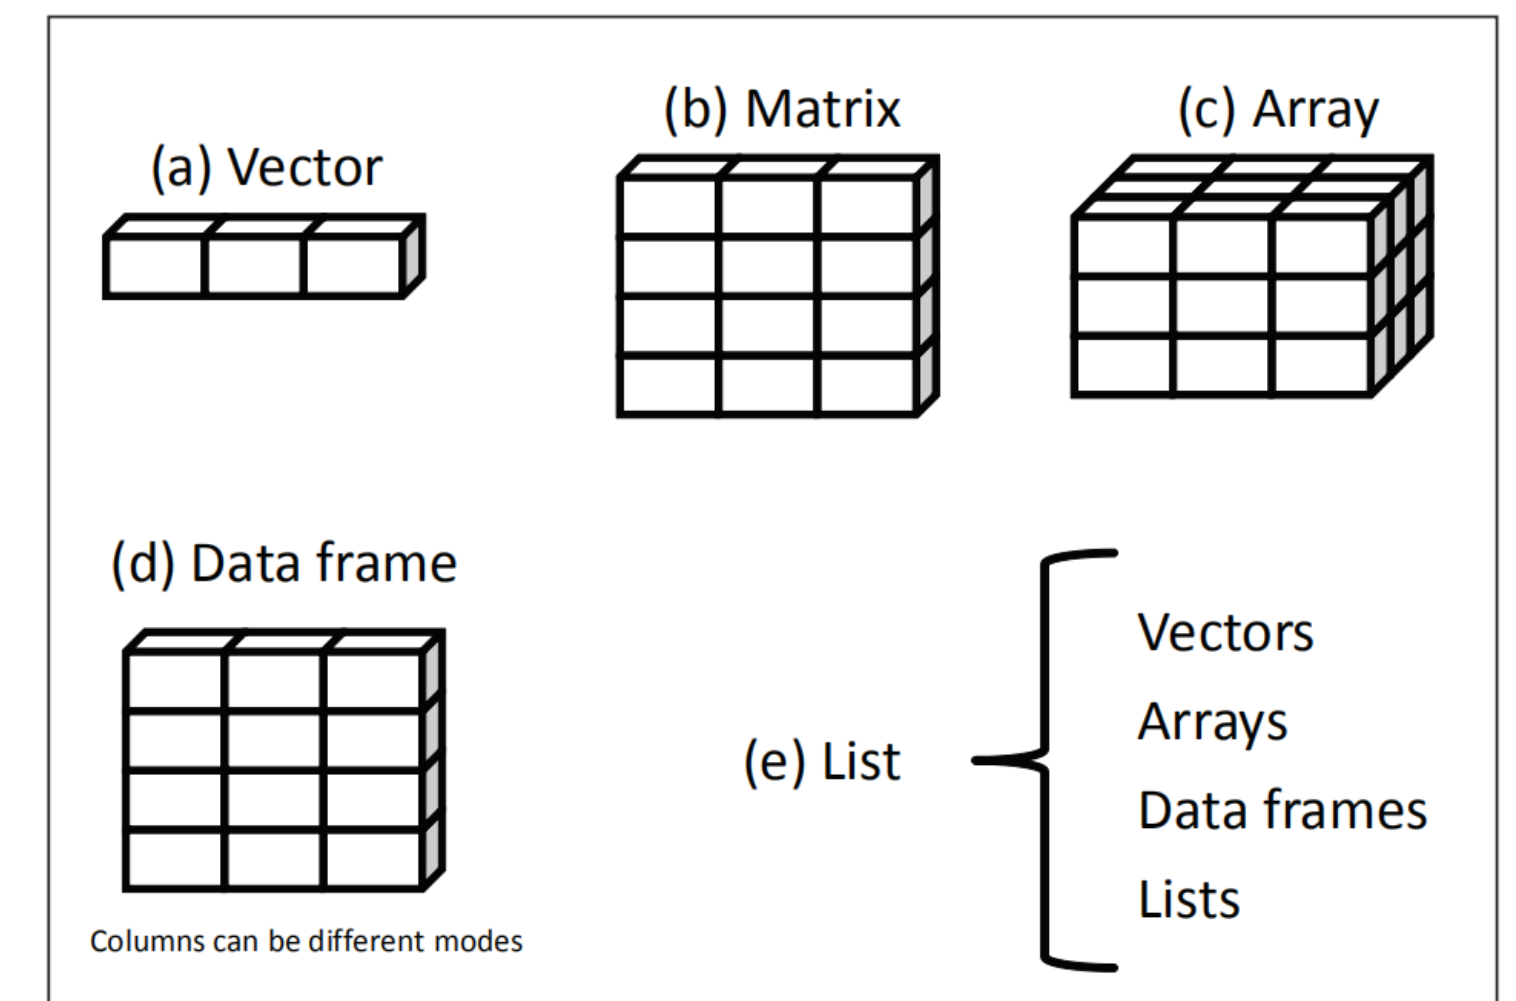 (a) Vector
(b) Matrix
(c) Array
(d) Data frame
Columns can be different modes
(e) List
Vectors
Arrays
Data frames
Lists